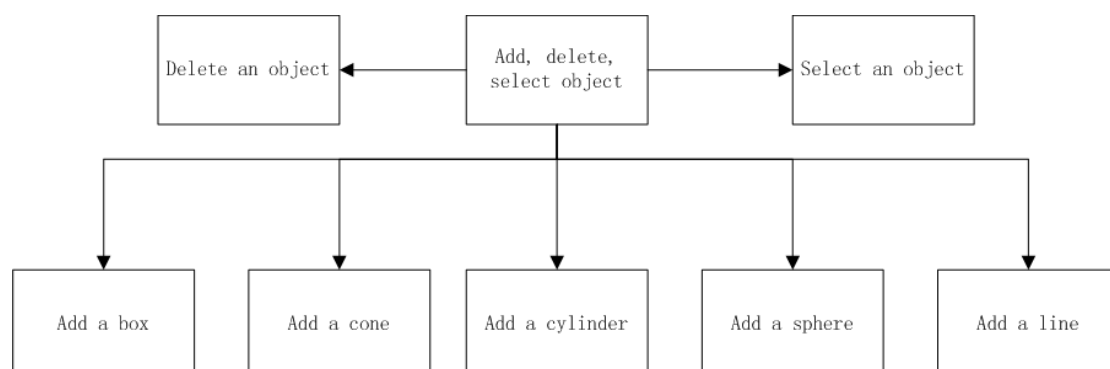 Delete an object
Add, delete,
select object
Select an object
Add a box
Add a cone
Add a cylinder
Add a sphere
Add a line